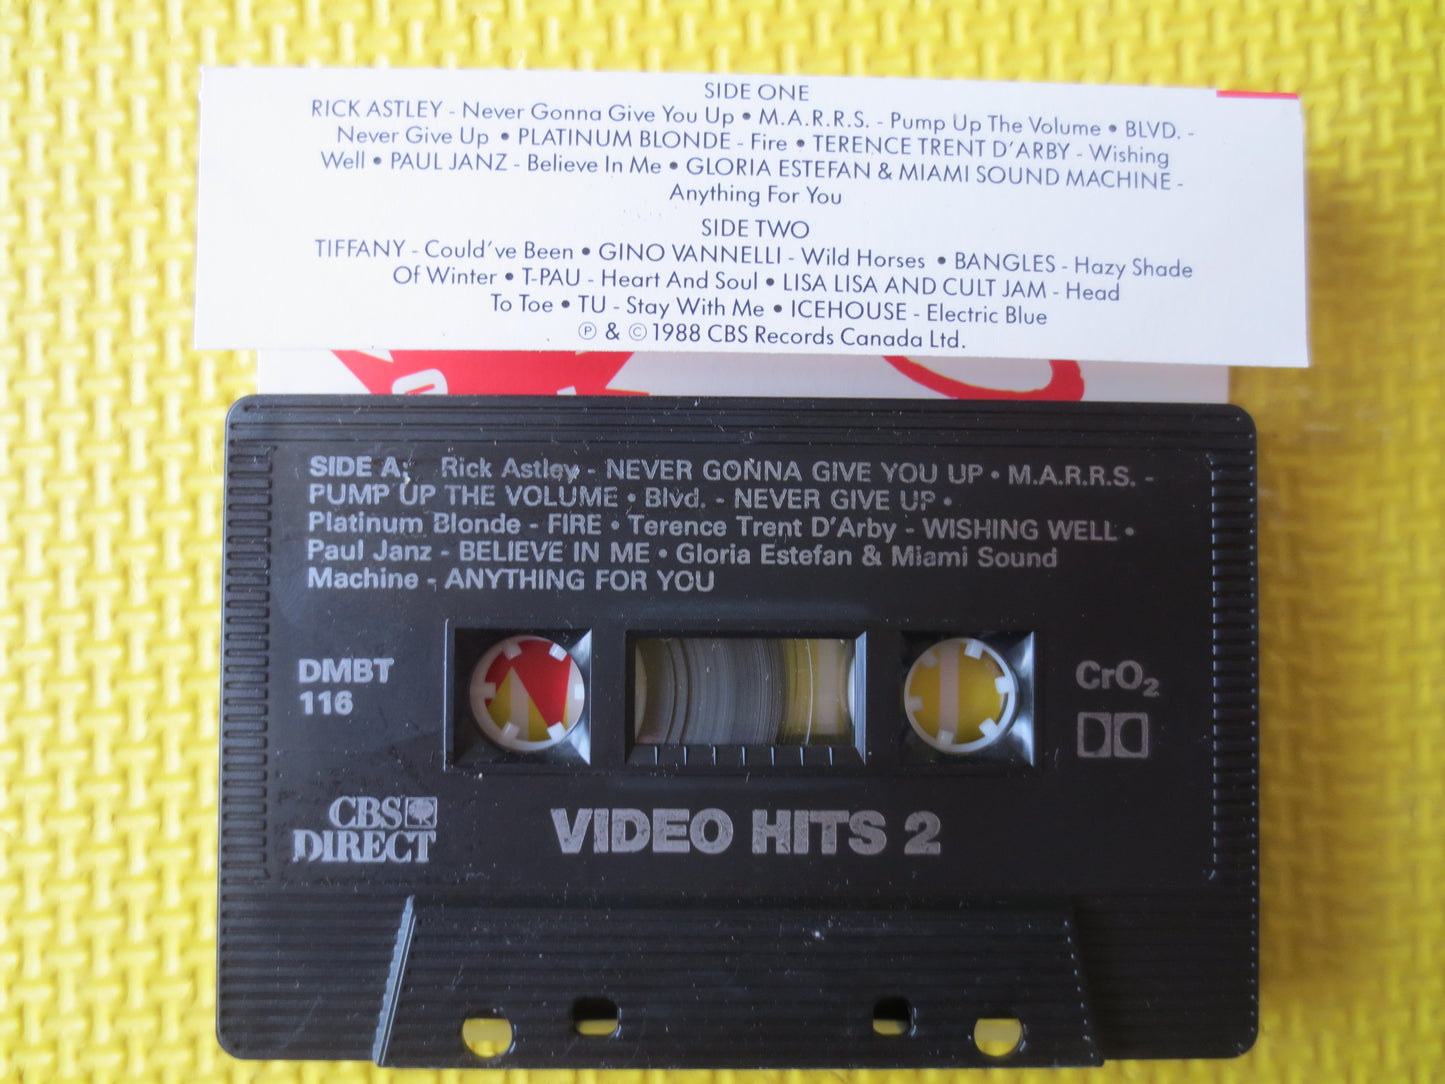 SIDE ONE
RICK ASTLEY - Never Gonna Give You Up • M.A.R.R.S. - Pump Up The Volume • BLVD. -
Never Give Up • PLATINUM BLONDE - Fire • TERENCE TRENT D'ARBY - Wishing
Well • PAUL JANZ - Believe In Me • GLORIA ESTEFAN & MIAMI SOUND MACHINE -
Anything For You
SIDE TWO
TIFFANY - Could've Been • GINO VANNELLI - Wild Horses • BANGLES - Hazy Shade
Of Winter • T-PAU - Heart And Soul • LISA LISA AND CULT JAM - Head
To Toe • TU - Stay With Me • ICEHOUSE - Electric Blue
℗ & © 1988 CBS Records Canada Ltd.
SIDE A; Rick Astley - NEVER GONNA GIVE YOU UP • M.A.R.R.S. -
PUMP UP THE VOLUME • Blvd. - NEVER GIVE UP •
Platinum Blonde - FIRE • Terence Trent D'Arby - WISHING WELL •
Paul Janz - BELIEVE IN ME • Gloria Estefan & Miami Sound
Machine - ANYTHING FOR YOU
DMBT
116
CrO2
CBS
DIRECT
VIDEO HITS 2